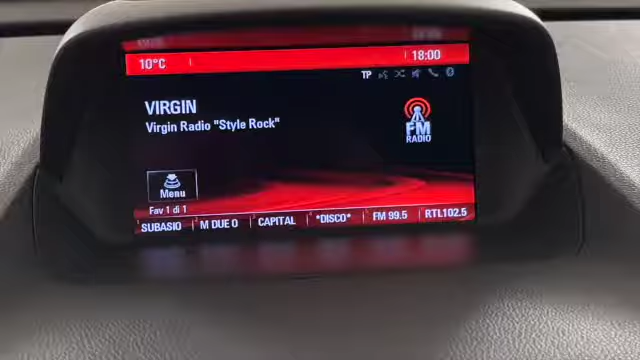 10°C 18:00
TP
VIRGIN
Virgin Radio "Style Rock"
FM
RADIO
Menu
Fav 1 di 1
SUBASIO M DUE O CAPITAL *DISCO* FM 99.5 RTL102.5